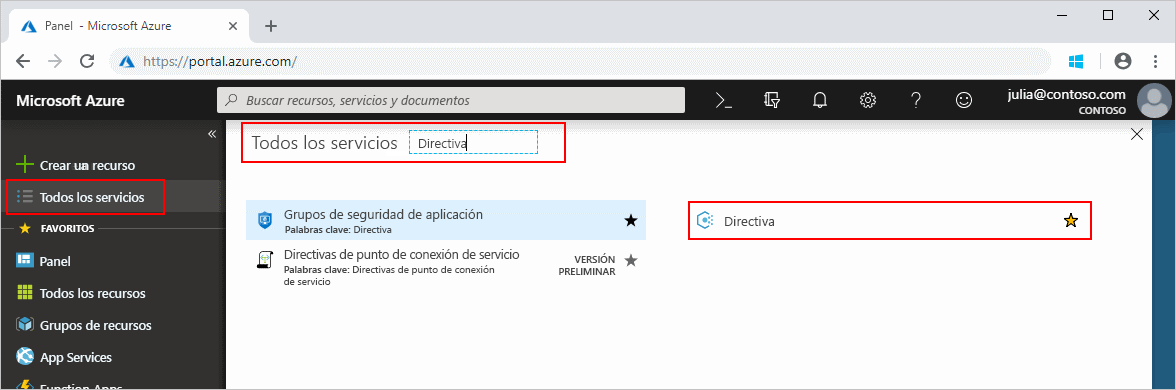 Panel - Microsoft Azure
https://portal.azure.com/
Microsoft Azure
Buscar recursos, servicios y documentos
julia@contoso.com
CONTOSO
Todos los servicios
Directiva
Crear un recurso
Todos los servicios
FAVORITOS
Panel
Todos los recursos
Grupos de recursos
App Services
Function Apps
Grupos de seguridad de aplicación
Palabras clave: Directiva
Directivas de punto de conexión de servicio
Palabras clave: Directivas de punto de conexión
de servicio
VERSIÓN
PRELIMINAR
Directiva